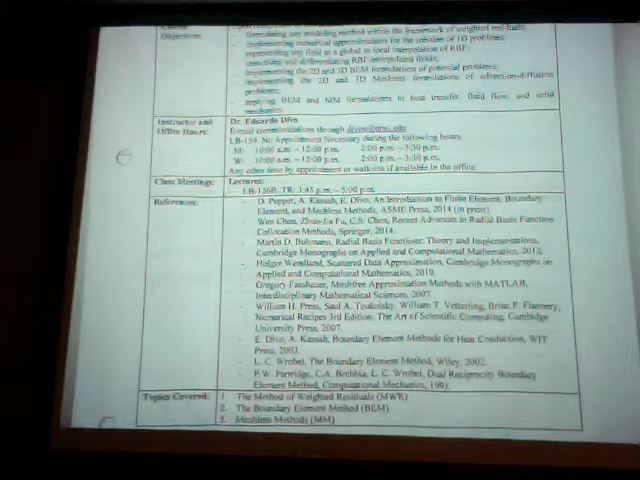 Course
Objectives:
formulating any modeling method within the framework of weighted residuals;
- implementing numerical approximations for the solution of 1D problems;
- representing any field in a global or local interpolation of RBF;
- smoothing and differentiating RBF-interpolated fields;
- implementing the 2D and 3D BEM formulations of potential problems;
- implementing the 2D and 3D Meshless formulations of advection-diffusion
problems;
- applying BEM and MM formulations to heat transfer, fluid flow, and solid
mechanics.
Instructor and
Office Hours:
Dr. Eduardo Divo
E-mail communications through
LB-159. No Appointment Necessary during the following hours:
M: 10:00 a.m. – 12:00 p.m. 2:00 p.m. – 3:30 p.m.
W: 10:00 a.m. – 12:00 p.m. 2:00 p.m. – 3:30 p.m.
Any other time by appointment or walk-ins if available in the office
Class Meetings:
Lectures:
- LB-126B, TR: 3:45 p.m. – 5:00 p.m.
References:
- D. Pepper, A. Kassab, E. Divo, An Introduction to Finite Element, Boundary
Element, and Meshless Methods, ASME Press, 2014 (in press)
- Wen Chen, Zhuo-Jia Fu, C.S. Chen, Recent Advances in Radial Basis Function
Collocation Methods, Springer, 2014.
- Martin D. Buhmann, Radial Basis Functions: Theory and Implementations,
Cambridge Monographs on Applied and Computational Mathematics, 2012.
- Holger Wendland, Scattered Data Approximation, Cambridge Monographs on
Applied and Computational Mathematics, 2010.
- Gregory Fasshauer, Meshfree Approximation Methods with MATLAB,
Interdisciplinary Mathematical Sciences, 2007.
- William H. Press, Saul A. Teukolsky, William T. Vetterling, Brian P. Flannery,
Numerical Recipes 3rd Edition: The Art of Scientific Computing, Cambridge
University Press, 2007.
- E. Divo, A. Kassab, Boundary Element Methods for Heat Conduction, WIT
Press, 2003.
- L. C. Wrobel, The Boundary Element Method, Wiley, 2002.
- P.W. Partridge, C.A. Brebbia, L. C. Wrobel, Dual Reciprocity Boundary
Element Method, Computational Mechanics, 1991.
Topics Covered:
1. The Method of Weighted Residuals (MWR)
2. The Boundary Element Method (BEM)
3. Meshless Methods (MM)